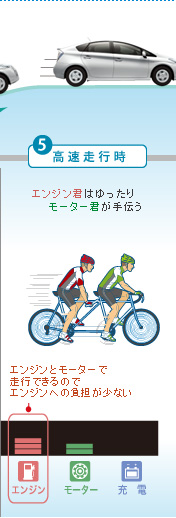 5 高速走行時
エンジン君はゆったり
モーター君が手伝う
エンジンとモーターで
走行できるので
エンジンへの負担が少ない
エンジン モーター 充電